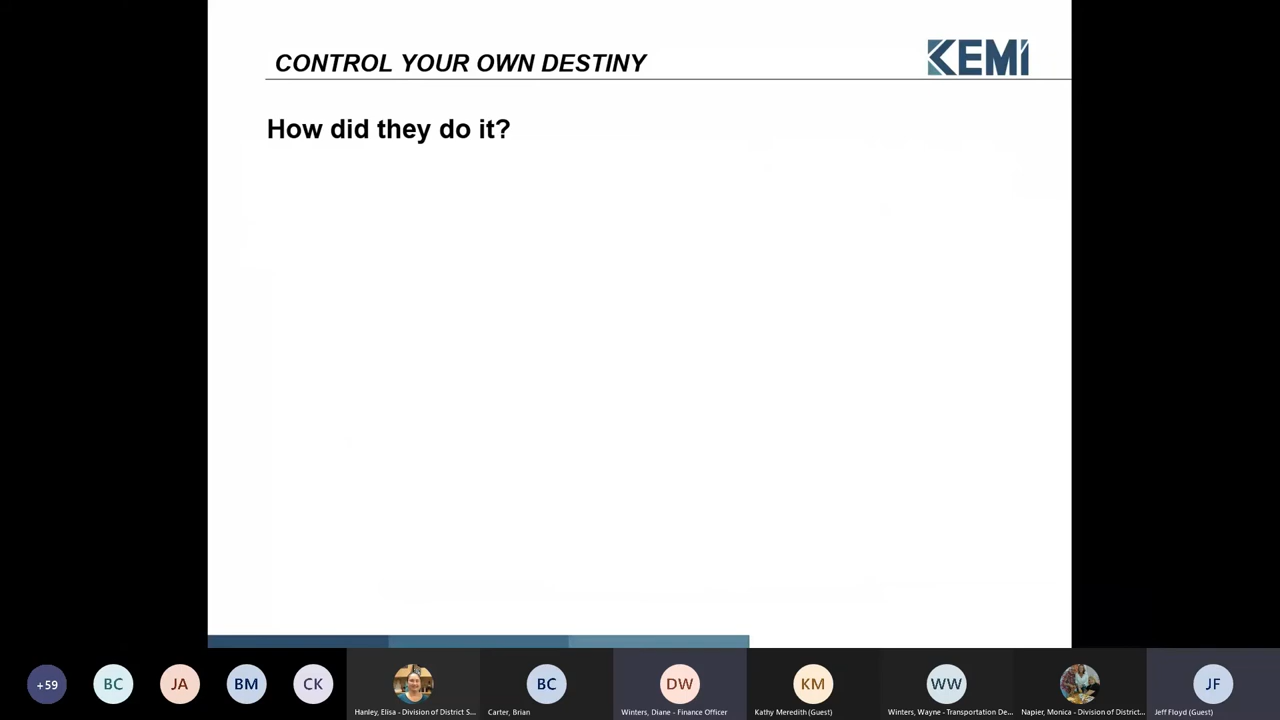 CONTROL YOUR OWN DESTINY
KEMI
How did they do it?
+59
BC
JA
BM
CK
BC
DW
KM
WW
JF
Hanley, Elisa - Division of District S...
Carter, Brian
Winters, Diane - Finance Officer
Kathy Meredith (Guest)
Winters, Wayne - Transportation De...
Napier, Monica - Division of District...
Jeff Floyd (Guest)